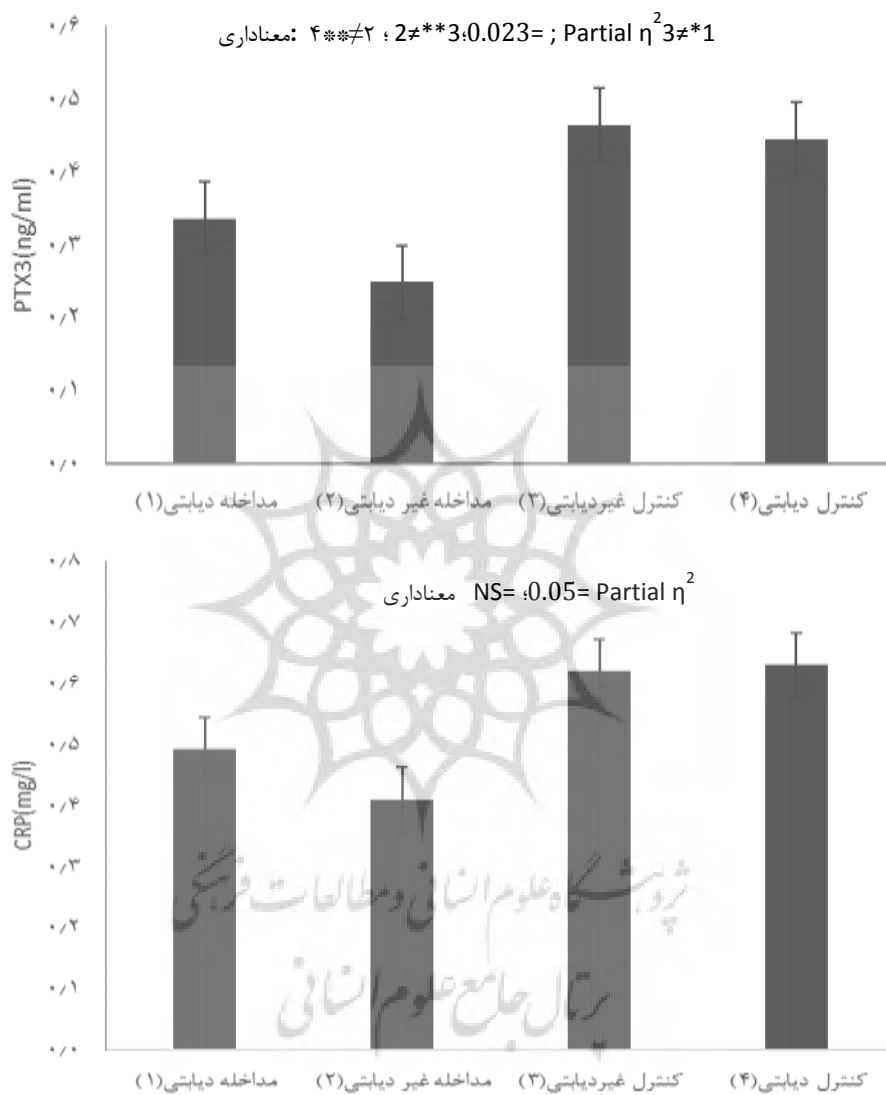 معناداری: ۴**≠۲ ؛ 2≠**3؛0.023= ; Partial η²3≠*1
۰/۶
۰/۵
۰/۴
۰/۳
۰/۲
۰/۱
۰/۰
PTX3(ng/ml)
مداخله دیابتی(۱) مداخله غیر دیابتی(۲) کنترل غیردیابتی(۳) کنترل دیابتی(۴)
معناداری NS= ؛0.05= Partial η²
۰/۸
۰/۷
۰/۶
۰/۵
۰/۴
۰/۳
۰/۲
۰/۱
۰/۰
CRP(mg/l)
پژوهشگاه علوم انسانی و مطالعات فرهنگی
پرتال جامع علوم انسانی
مداخله دیابتی(۱) مداخله غیر دیابتی(۲) کنترل غیردیابتی(۳) کنترل دیابتی(۴)